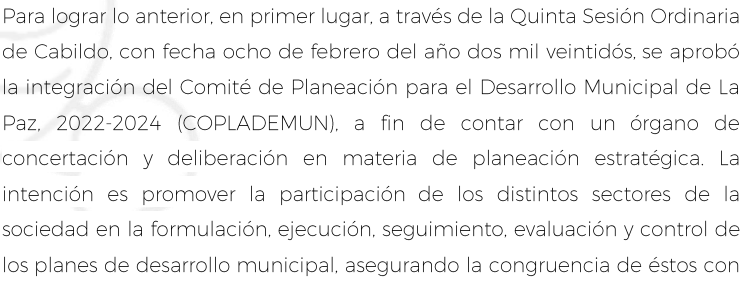 Para lograr lo anterior, en primer lugar, a través de la Quinta Sesión Ordinaria
de Cabildo, con fecha ocho de febrero del año dos mil veintidós, se aprobó
la integración del Comité de Planeación para el Desarrollo Municipal de La
Paz, 2022-2024 (COPLADEMUN), a fin de contar con un órgano de
concertación y deliberación en materia de planeación estratégica. La
intención es promover la participación de los distintos sectores de la
sociedad en la formulación, ejecución, seguimiento, evaluación y control de
los planes de desarrollo municipal, asegurando la congruencia de éstos con